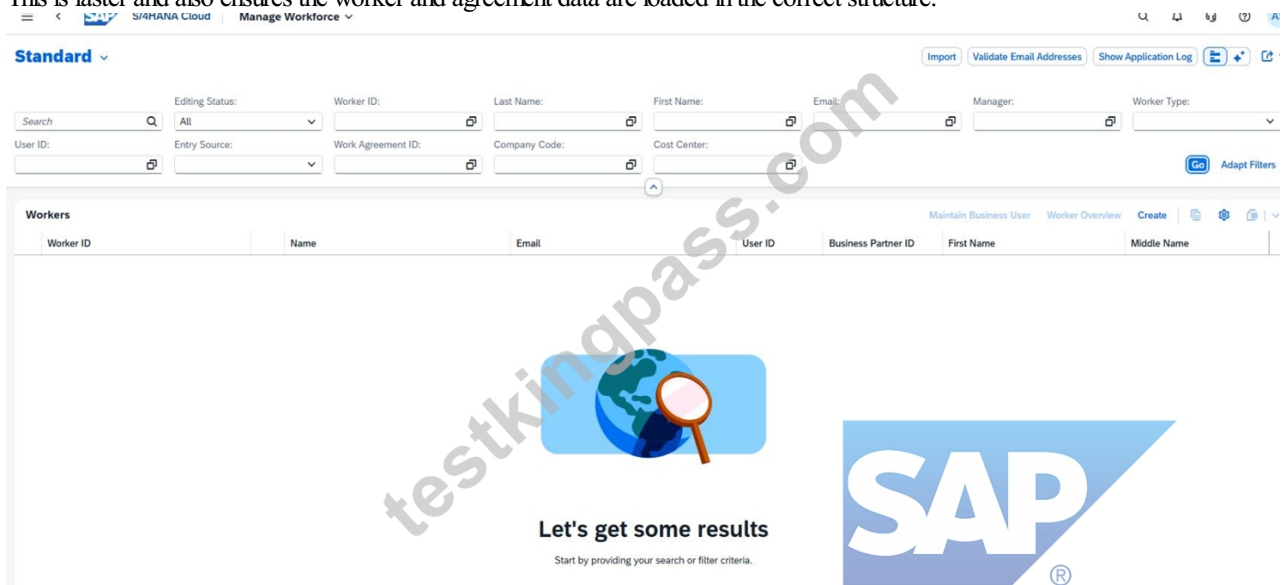 This is faster and also ensures the worker and agreement data are loaded in the correct structure.
SAP S/4HANA Cloud Manage Workforce
Standard
Import Validate Email Addresses Show Application Log
Editing Status: Worker ID: Last Name: First Name: Email: Manager: Worker Type:
Search All
User ID: Entry Source: Work Agreement ID: Company Code: Cost Center:
Go Adapt Filters
Workers
Maintain Business User Worker Overview Create
Worker ID Name Email User ID Business Partner ID First Name Middle Name
testkingpass.com
Let's get some results
Start by providing your search or filter criteria.
SAP
®